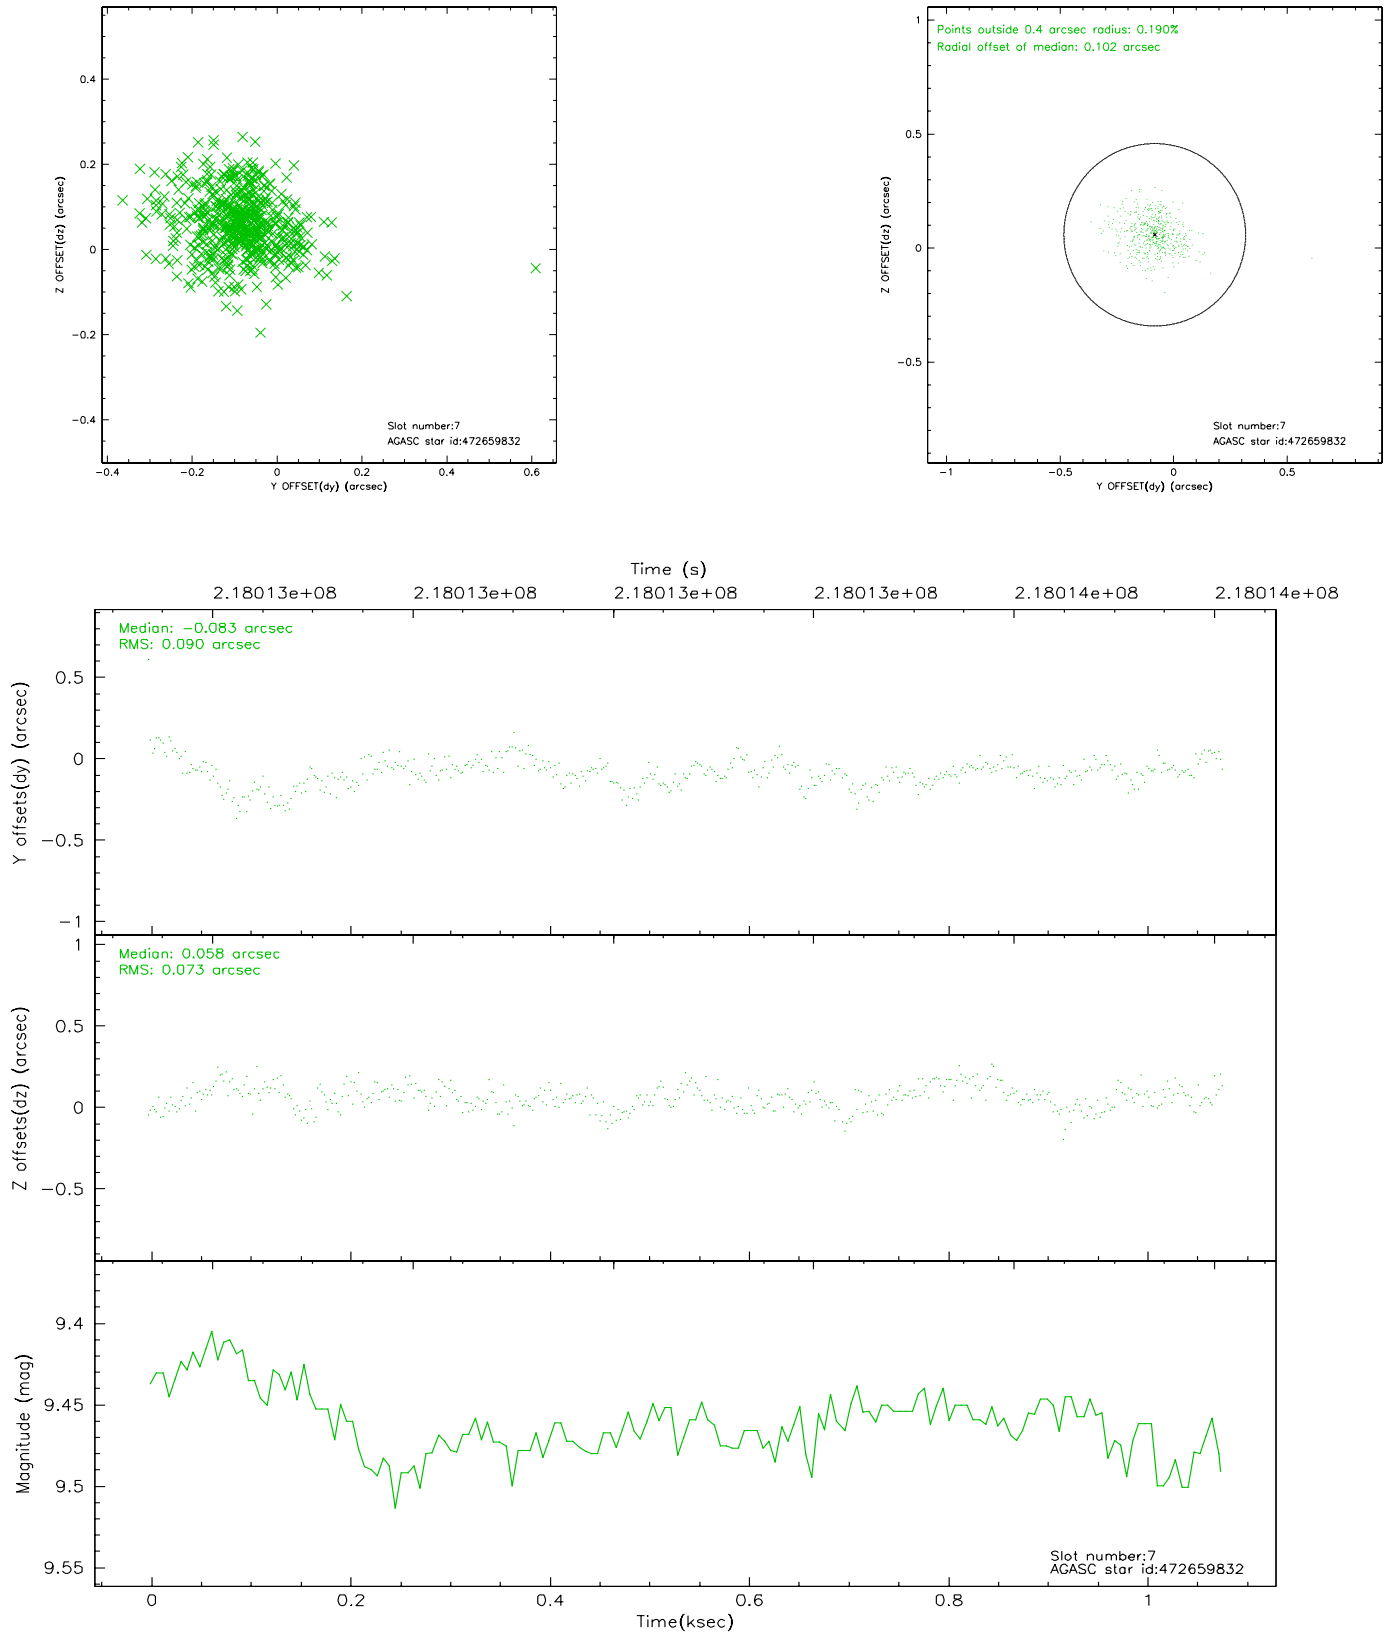 0.4
0.2
0
-0.2
-0.4
Z OFFSET(dz) (arcsec)
-0.4 -0.2 0 0.2 0.4 0.6
Y OFFSET(dy) (arcsec)
Slot number:7
AGASC star id:472659832
Points outside 0.4 arcsec radius: 0.190%
Radial offset of median: 0.102 arcsec
1
0.5
0
-0.5
Z OFFSET(dz) (arcsec)
-1 -0.5 0 0.5
Y OFFSET(dy) (arcsec)
Slot number:7
AGASC star id:472659832
Time (s)
2.18013e+08 2.18013e+08 2.18013e+08 2.18013e+08 2.18014e+08 2.18014e+08
Median: -0.083 arcsec
RMS: 0.090 arcsec
0.5
0
-0.5
-1
Y offsets(dy) (arcsec)
Median: 0.058 arcsec
RMS: 0.073 arcsec
1
0.5
0
-0.5
Z offsets(dz) (arcsec)
9.4
9.45
9.5
9.55
Magnitude (mag)
Slot number:7
AGASC star id:472659832
0 0.2 0.4 0.6 0.8 1
Time(ksec)